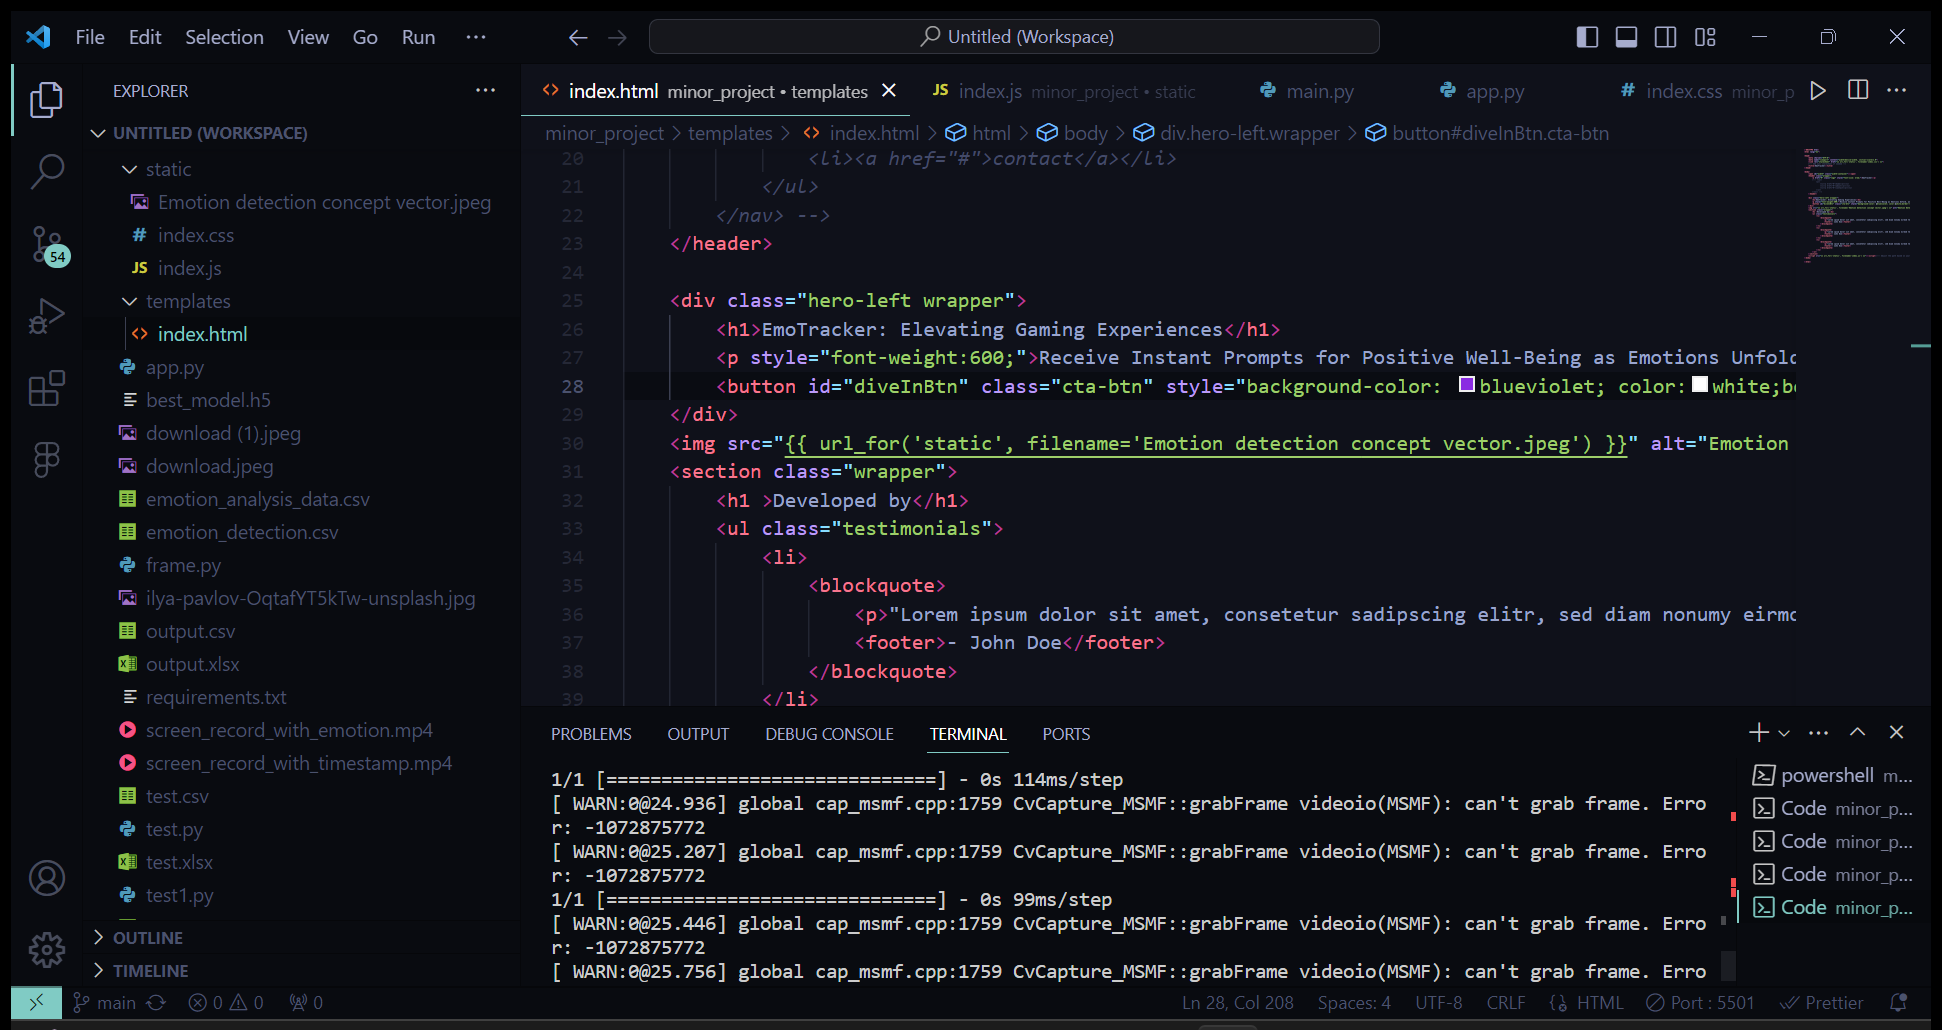 File Edit Selection View Go Run ···
Untitled (Workspace)
EXPLORER ···
UNTITLED (WORKSPACE)
static
Emotion detection concept vector.jpeg
# index.css
JS index.js
templates
<> index.html
app.py
best_model.h5
download (1).jpeg
download.jpeg
emotion_analysis_data.csv
emotion_detection.csv
frame.py
ilya-pavlov-OqtafYT5kTw-unsplash.jpg
output.csv
output.xlsx
requirements.txt
screen_record_with_emotion.mp4
screen_record_with_timestamp.mp4
test.csv
test.py
test.xlsx
test1.py
OUTLINE
TIMELINE
54
<> index.html minor_project • templates
JS index.js minor_project • static
main.py
app.py
# index.css minor_p
minor_project > templates > <> index.html > html > body > div.hero-left.wrapper > button#diveInBtn.cta-btn
20 <li><a href="#">contact</a></li>
21 </ul>
22 </nav> -->
23 </header>
24
25 <div class="hero-left wrapper">
26 <h1>EmoTracker: Elevating Gaming Experiences</h1>
27 <p style="font-weight:600;">Receive Instant Prompts for Positive Well-Being as Emotions Unfol
28 <button id="diveInBtn" class="cta-btn" style="background-color: blueviolet; color:white;b
29 </div>
30 <img src="{{ url_for('static', filename='Emotion detection concept vector.jpeg') }}" alt="Emotion
31 <section class="wrapper">
32 <h1 >Developed by</h1>
33 <ul class="testimonials">
34 <li>
35 <blockquote>
36 <p>"Lorem ipsum dolor sit amet, consetetur sadipscing elitr, sed diam nonumy eirmo
37 <footer>- John Doe</footer>
38 </blockquote>
39 </li>
PROBLEMS OUTPUT DEBUG CONSOLE TERMINAL PORTS
1/1 [==============================] - 0s 114ms/step
[ WARN:0@24.936] global cap_msmf.cpp:1759 CvCapture_MSMF::grabFrame videoio(MSMF): can't grab frame. Erro
r: -1072875772
[ WARN:0@25.207] global cap_msmf.cpp:1759 CvCapture_MSMF::grabFrame videoio(MSMF): can't grab frame. Erro
r: -1072875772
1/1 [==============================] - 0s 99ms/step
[ WARN:0@25.446] global cap_msmf.cpp:1759 CvCapture_MSMF::grabFrame videoio(MSMF): can't grab frame. Erro
r: -1072875772
[ WARN:0@25.756] global cap_msmf.cpp:1759 CvCapture_MSMF::grabFrame videoio(MSMF): can't grab frame. Erro
powershell m...
Code minor_p...
Code minor_p...
Code minor_p...
Code minor_p...
main 0 0 0 Ln 28, Col 208 Spaces: 4 UTF-8 CRLF HTML Port : 5501 Prettier